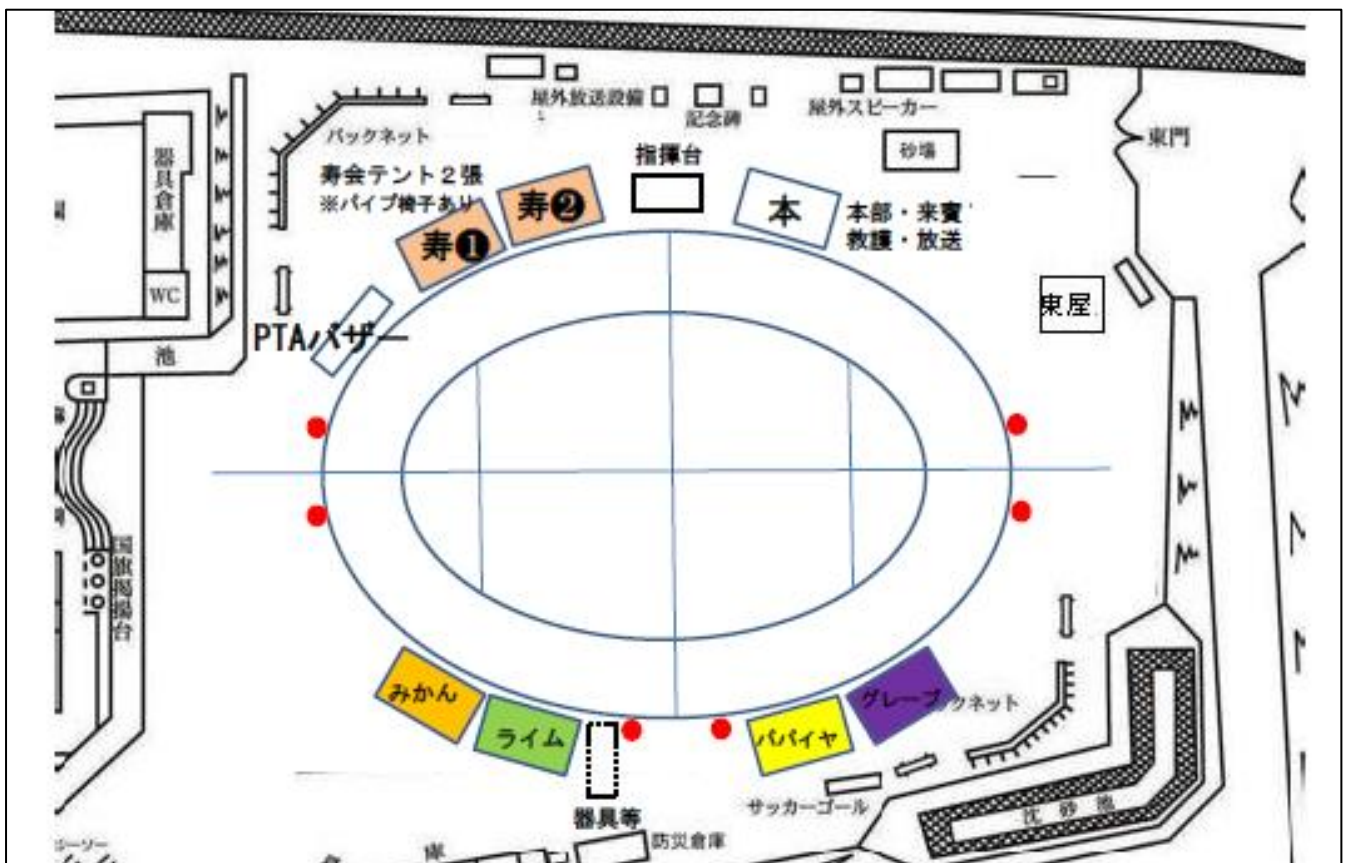 屋外放送設備
記念碑
屋外スピーカー
バックネット
東門
砂場
指揮台
器具倉庫
寿会テント２張
※パイプ椅子あり
寿❷
寿❶
本
本部・来賓
救護・放送
WC
東屋
PTAバザー
池
国旗掲揚台
みかん
ライム
パパイヤ
グレープ
クネット
サッカーゴール
沈砂池
器具等
防災倉庫
倉庫